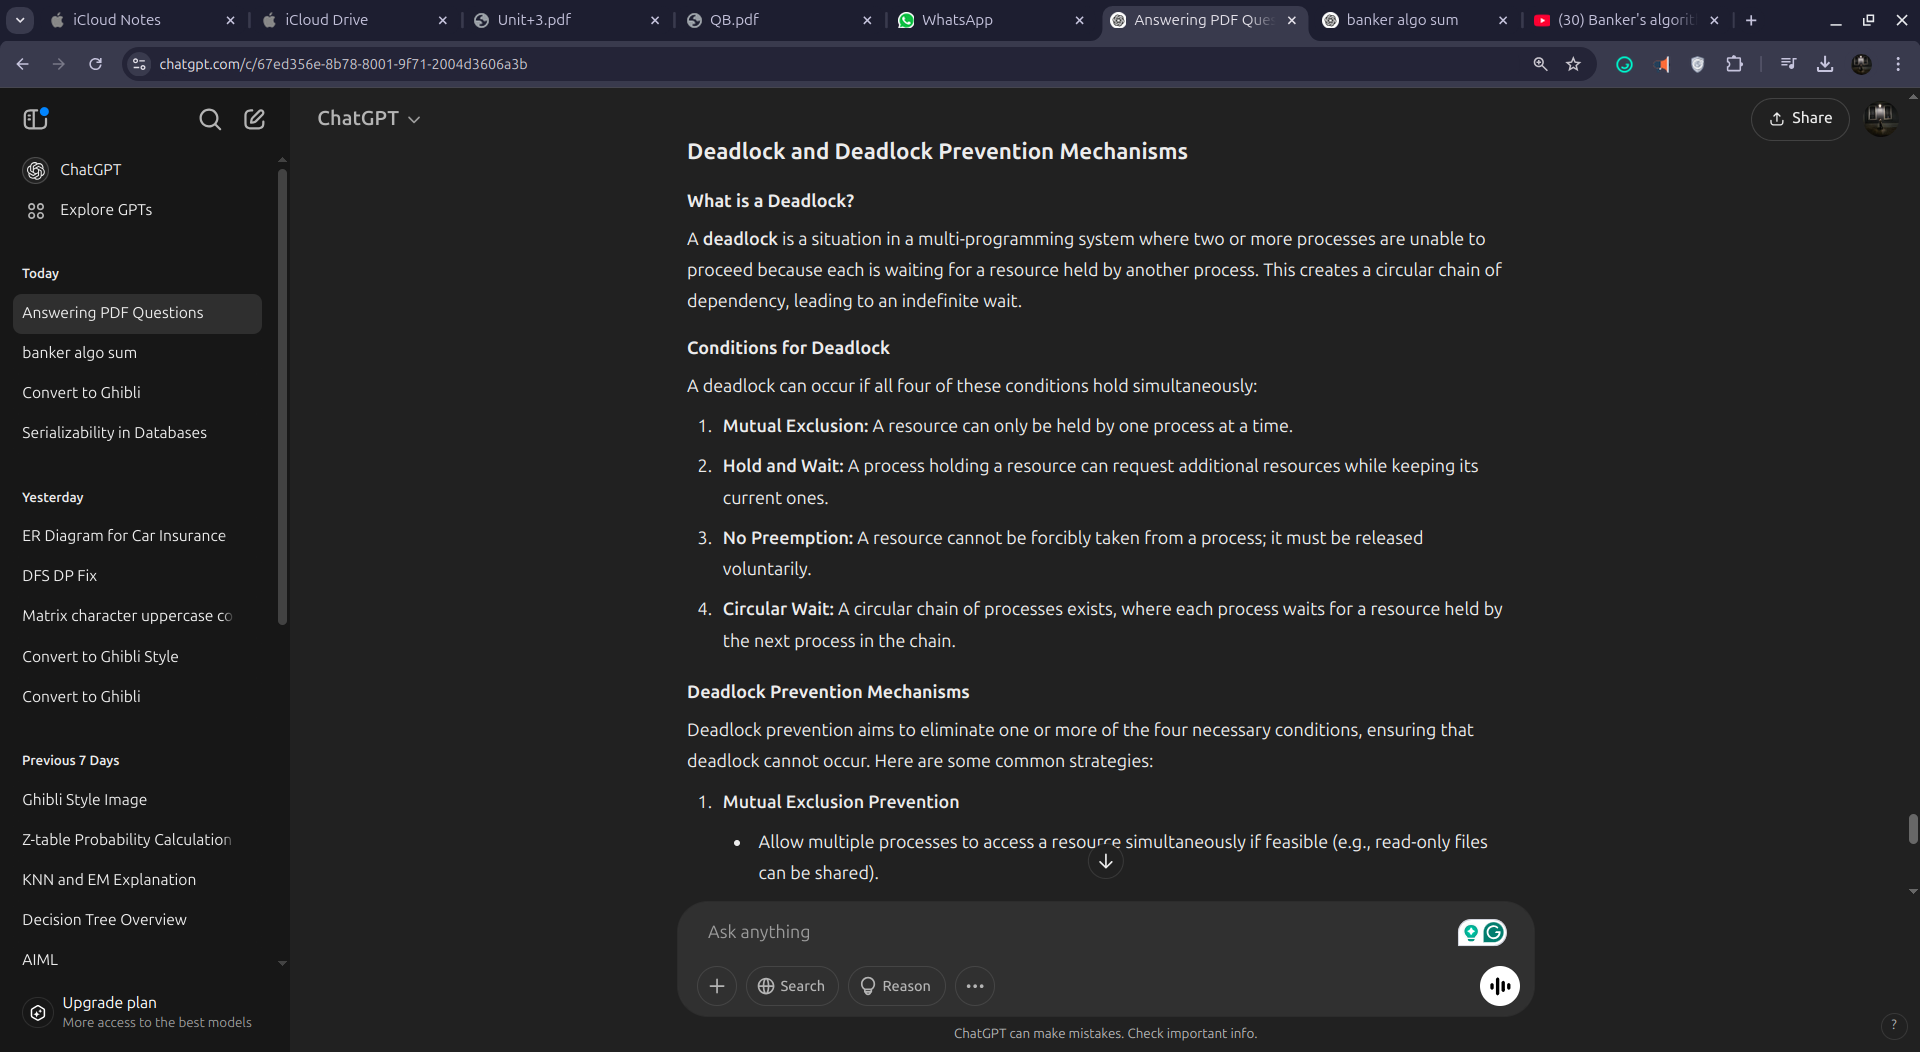 iCloud Notes
iCloud Drive
Unit+3.pdf
QB.pdf
WhatsApp
Answering PDF Ques
banker algo sum
(30) Banker's algorit
chatgpt.com/c/67ed356e-8b78-8001-9f71-2004d3606a3b
ChatGPT
Explore GPTs
Today
Answering PDF Questions
banker algo sum
Convert to Ghibli
Serializability in Databases
Yesterday
ER Diagram for Car Insurance
DFS DP Fix
Matrix character uppercase co
Convert to Ghibli Style
Convert to Ghibli
Previous 7 Days
Ghibli Style Image
Z-table Probability Calculation
KNN and EM Explanation
Decision Tree Overview
AIML
Upgrade plan
More access to the best models
ChatGPT
Share
Deadlock and Deadlock Prevention Mechanisms
What is a Deadlock?
A deadlock is a situation in a multi-programming system where two or more processes are unable to
proceed because each is waiting for a resource held by another process. This creates a circular chain of
dependency, leading to an indefinite wait.
Conditions for Deadlock
A deadlock can occur if all four of these conditions hold simultaneously:
1. Mutual Exclusion: A resource can only be held by one process at a time.
2. Hold and Wait: A process holding a resource can request additional resources while keeping its
current ones.
3. No Preemption: A resource cannot be forcibly taken from a process; it must be released
voluntarily.
4. Circular Wait: A circular chain of processes exists, where each process waits for a resource held by
the next process in the chain.
Deadlock Prevention Mechanisms
Deadlock prevention aims to eliminate one or more of the four necessary conditions, ensuring that
deadlock cannot occur. Here are some common strategies:
1. Mutual Exclusion Prevention
• Allow multiple processes to access a resource simultaneously if feasible (e.g., read-only files
can be shared).
Ask anything
Search
Reason
ChatGPT can make mistakes. Check important info.
?